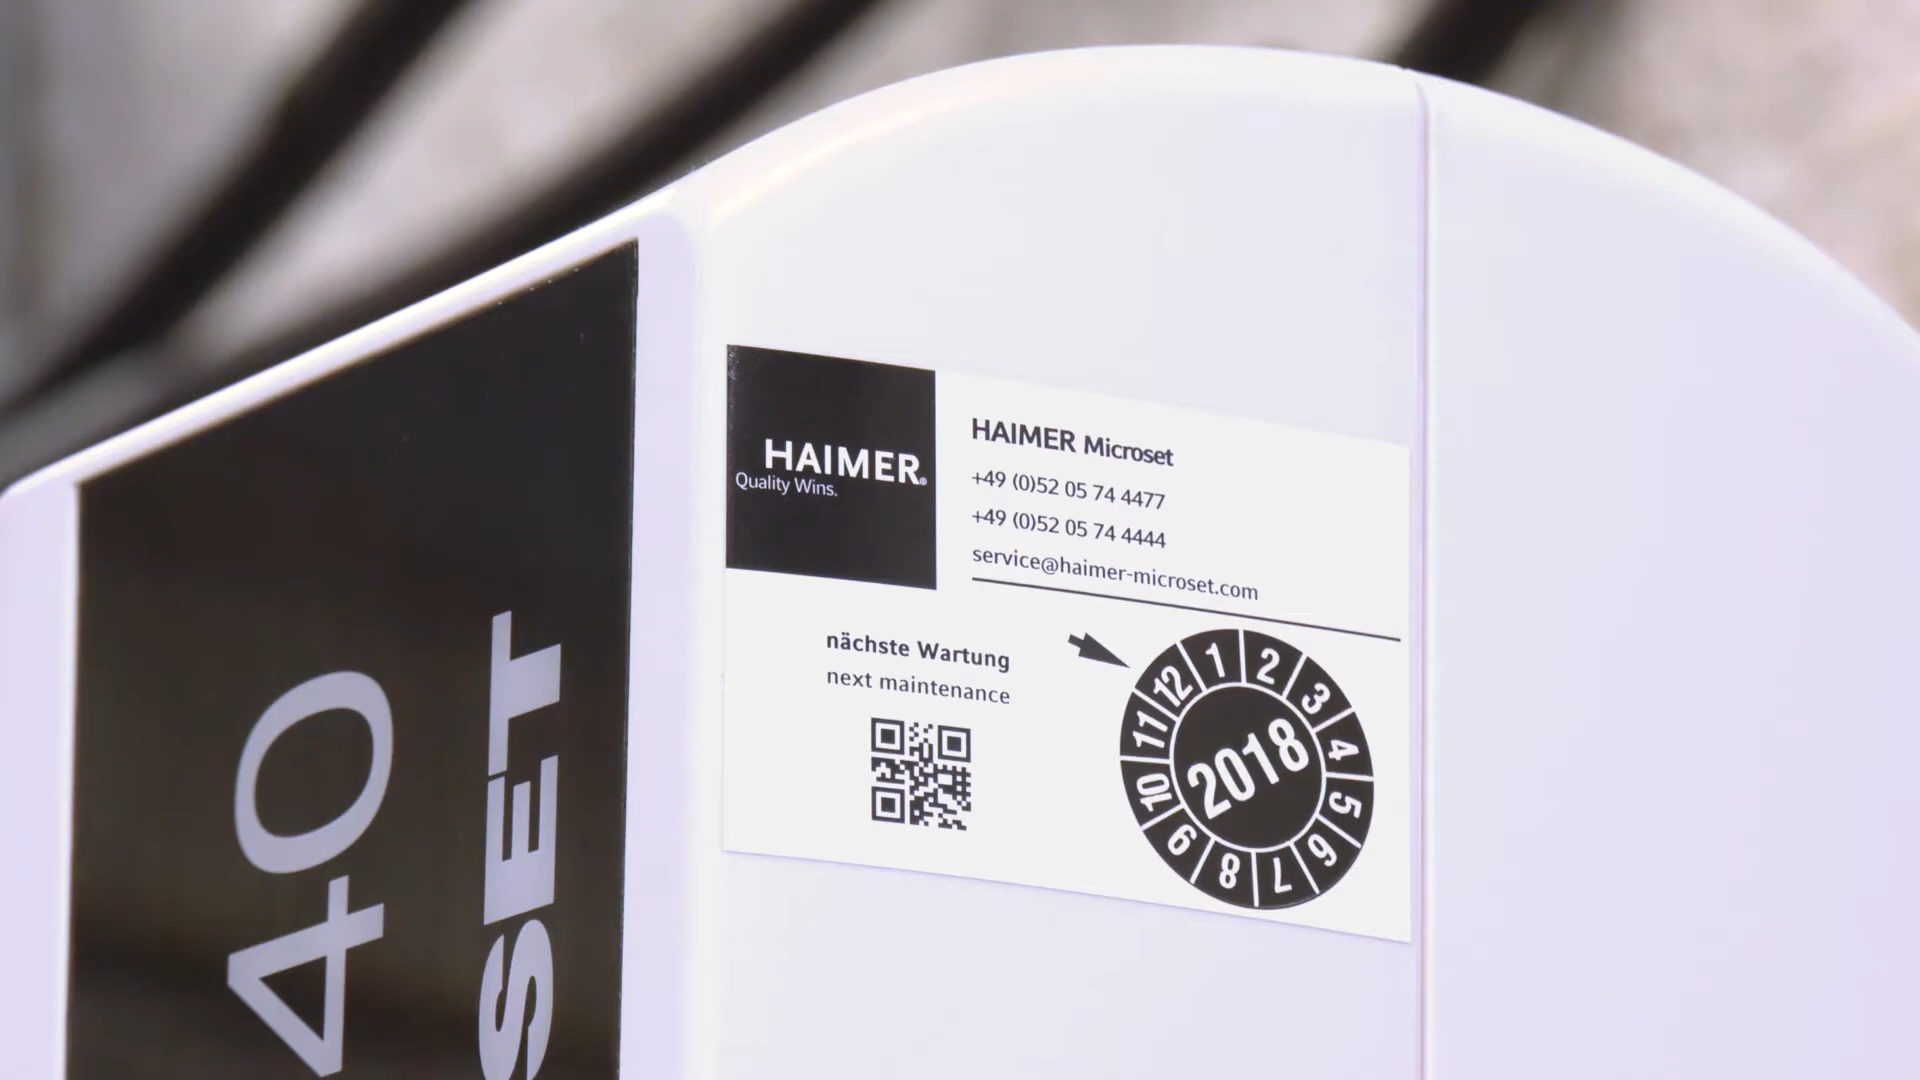 40
SET
HAIMER®
Quality Wins.
HAIMER Microset
+49 (0)52 05 74 4477
+49 (0)52 05 74 4444
service@haimer-microset.com
nächste Wartung
next maintenance
1 2 3 4 5 6 7 8 9 10 11 12
2018